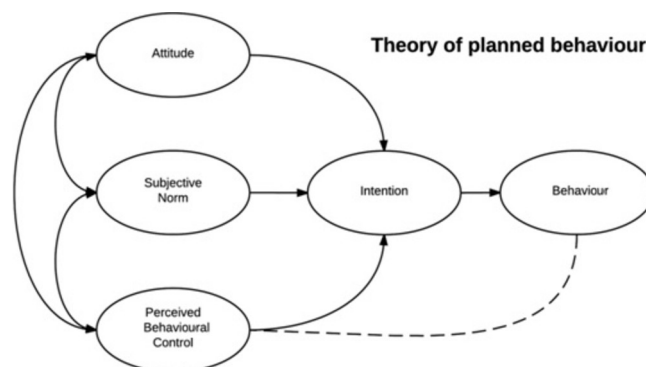 Theory of planned behaviour
Attitude
Subjective
Norm
Intention
Behaviour
Perceived
Behavioural
Control